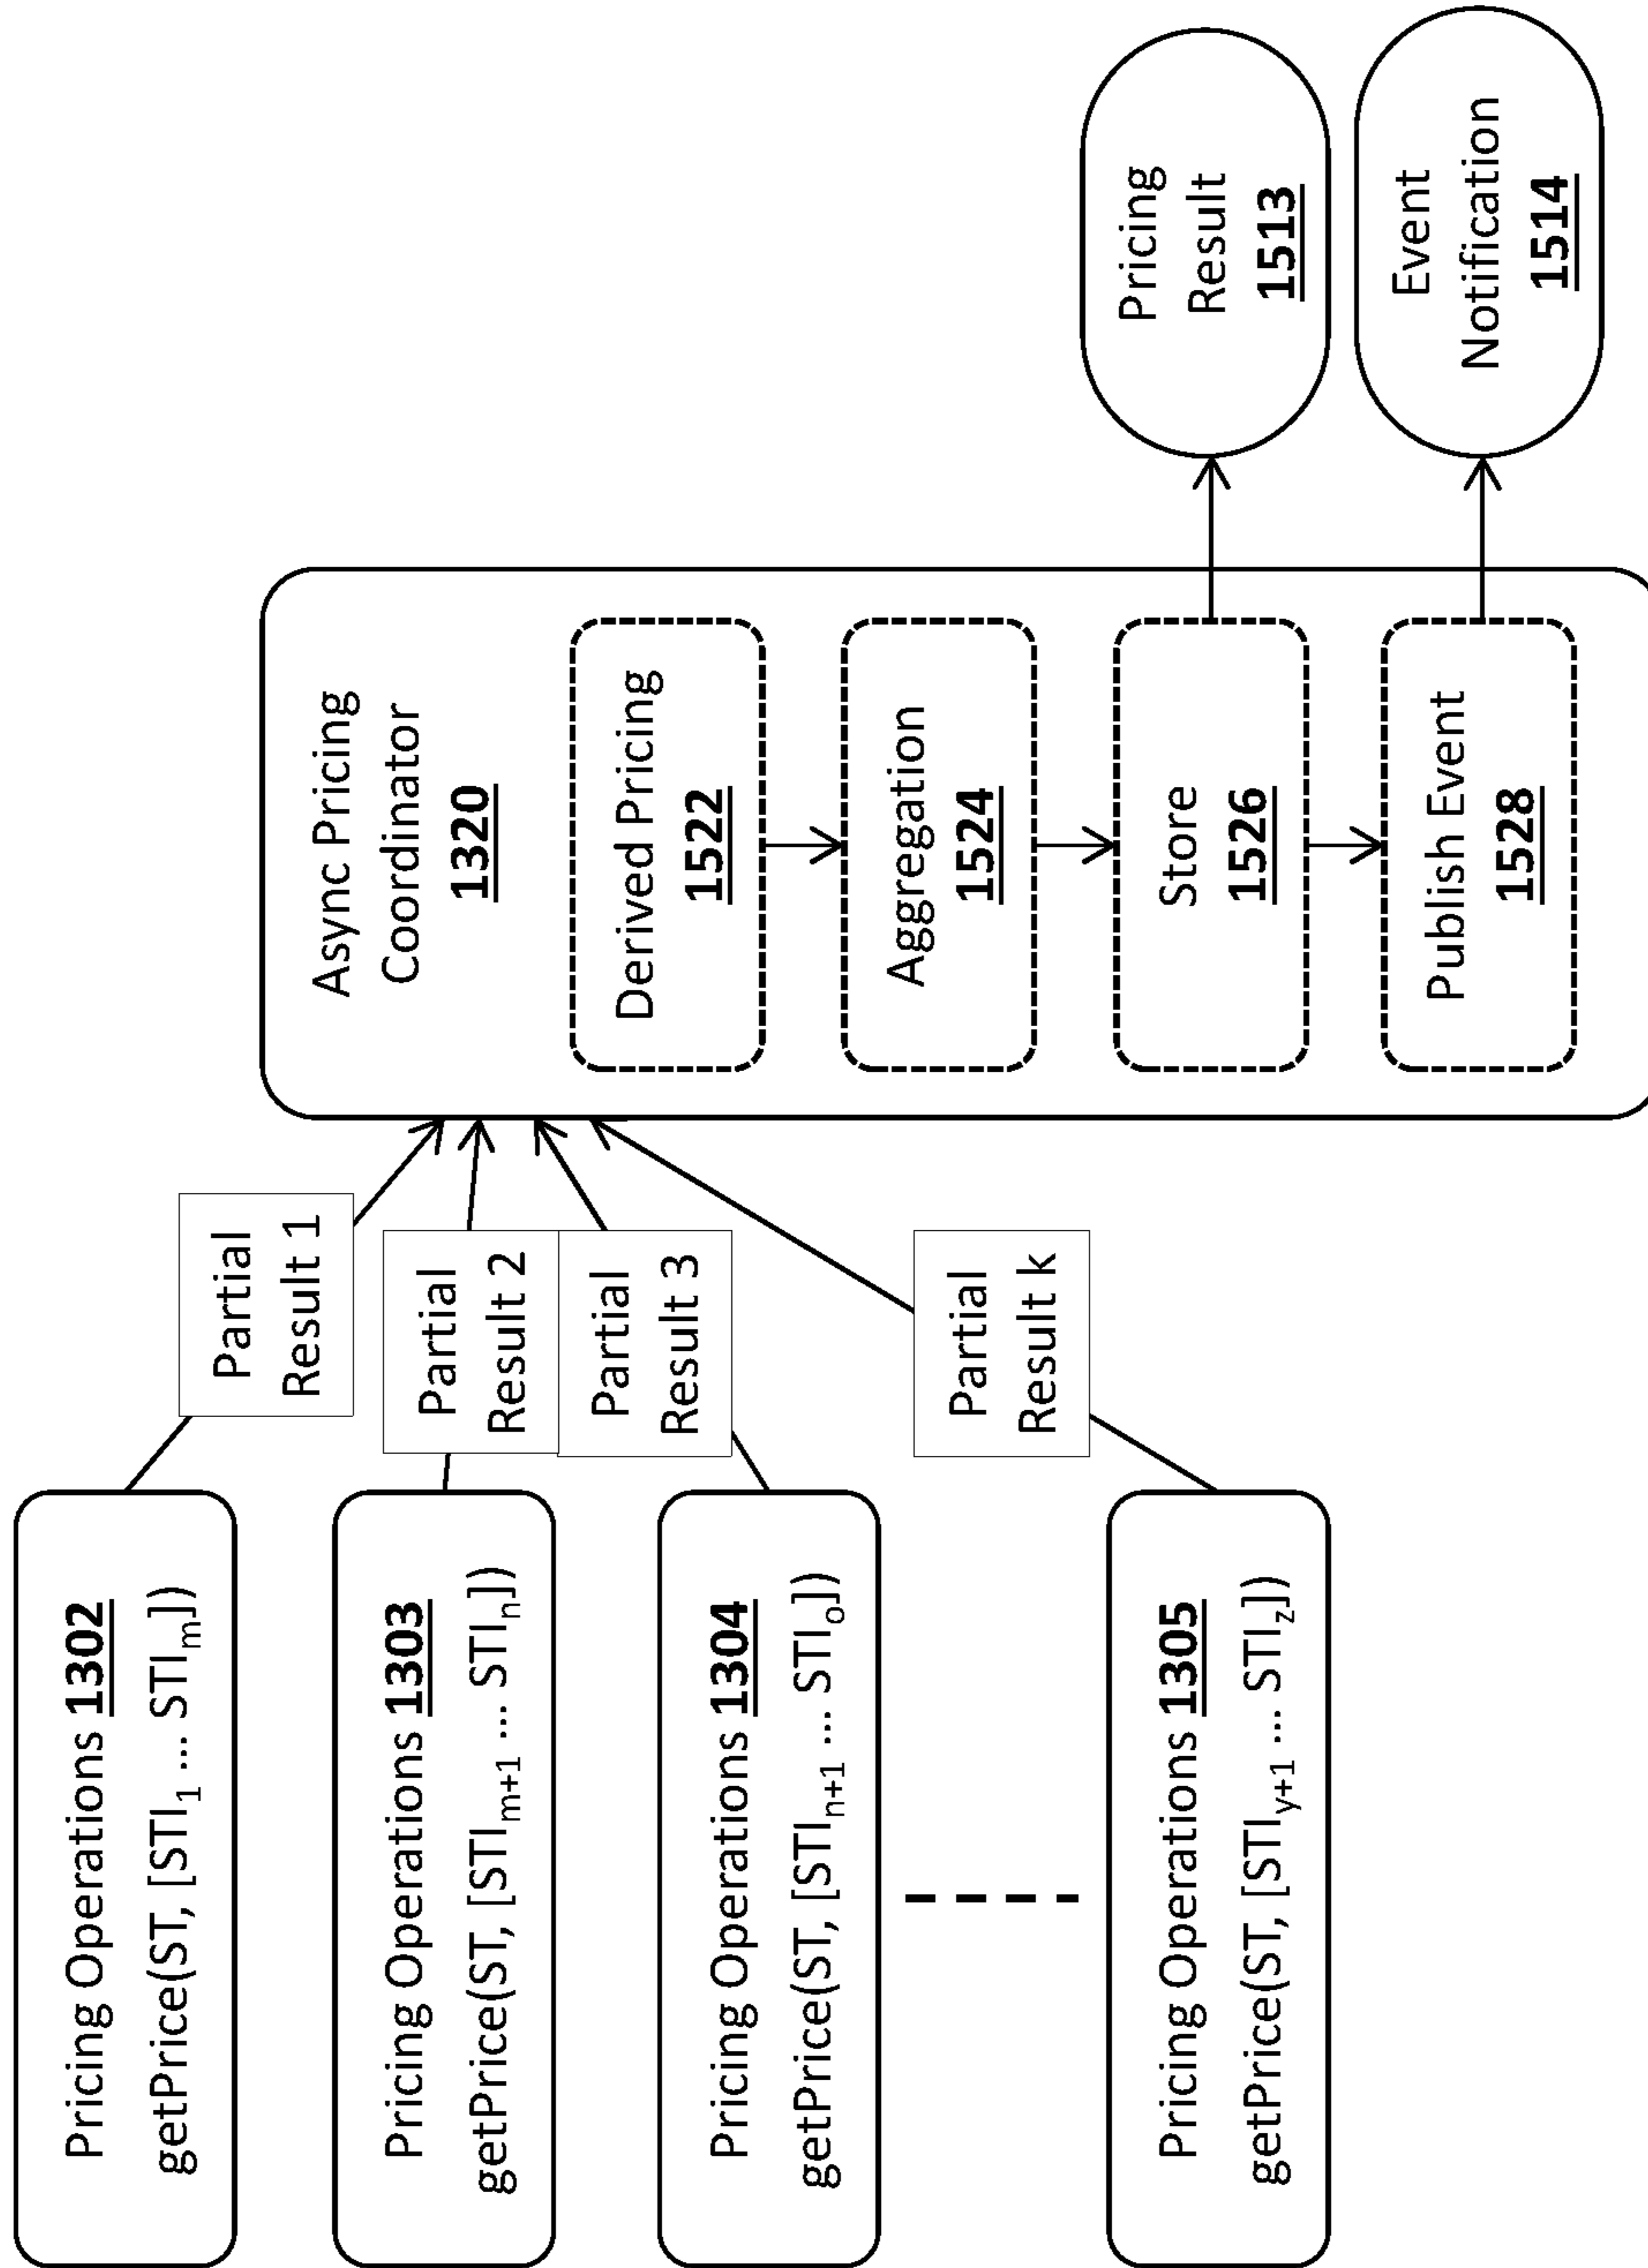 Pricing Operations 1302
getPrice(ST, [STI1 ... STIm])
Pricing Operations 1303
getPrice(ST, [STIm+1 ... STIn])
Pricing Operations 1304
getPrice(ST, [STIn+1 ... STIo])
Pricing Operations 1305
getPrice(ST, [STIy+1 ... STIz])
Partial
Result 1
Partial
Result 2
Partial
Result 3
Partial
Result k
Async Pricing
Coordinator
1320
Derived Pricing
1522
Aggregation
1524
Store
1526
Publish Event
1528
Pricing
Result
1513
Event
Notification
1514